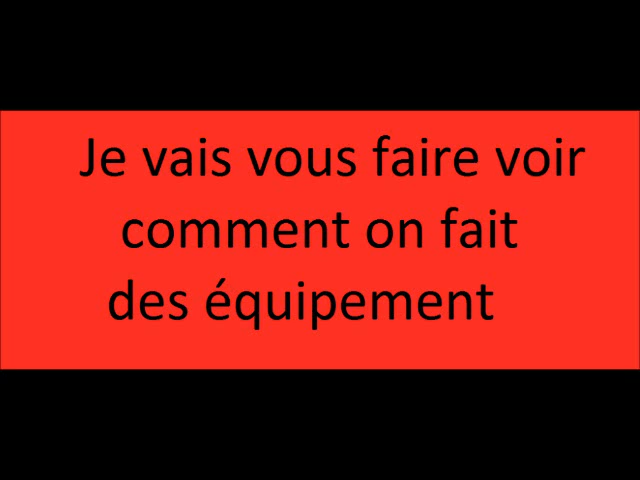 Je vais vous faire voir
comment on fait
des équipement